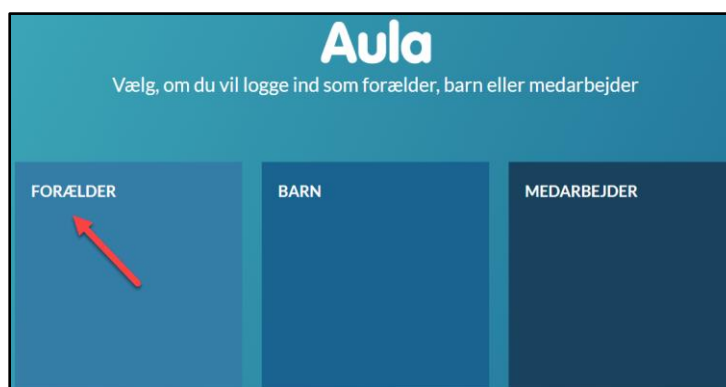 Aula
Vælg, om du vil logge ind som forælder, barn eller medarbejder
FORÆLDER
BARN
MEDARBEJDER